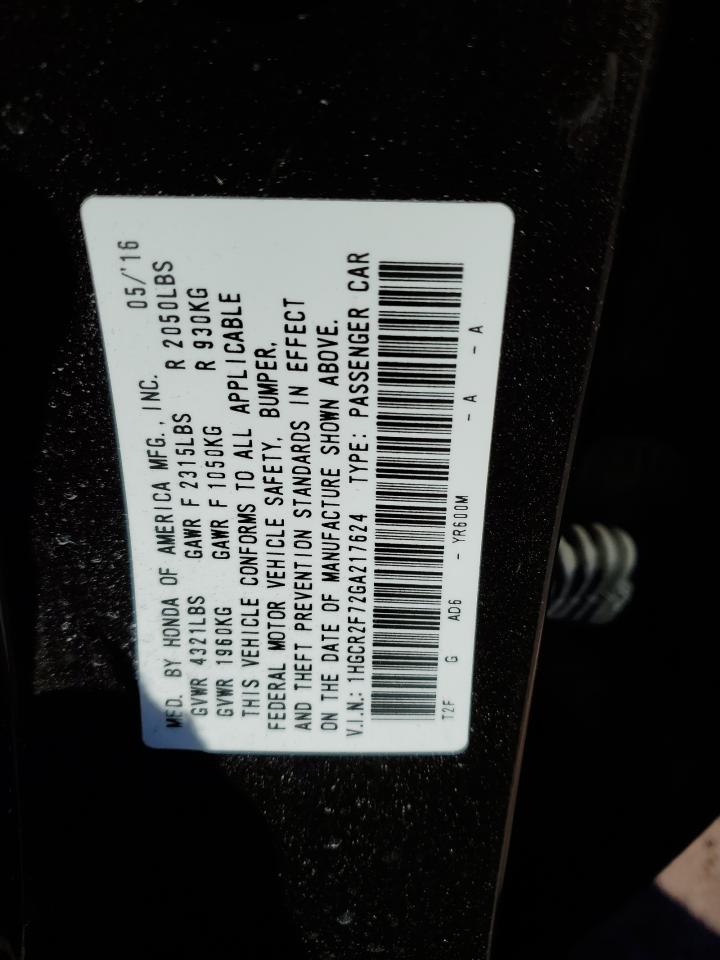 MFD. BY HONDA OF AMERICA MFG., INC. 05/'16
GVWR 4321LBS GAWR F 2315LBS R 2050LBS
GVWR 1960KG GAWR F 1050KG R 930KG
THIS VEHICLE CONFORMS TO ALL APPLICABLE
FEDERAL MOTOR VEHICLE SAFETY, BUMPER,
AND THEFT PREVENTION STANDARDS IN EFFECT
ON THE DATE OF MANUFACTURE SHOWN ABOVE.
V.I.N.: 1HGCR2F72GA217624 TYPE: PASSENGER CAR
T2F G AD6 - YR600M - A - A